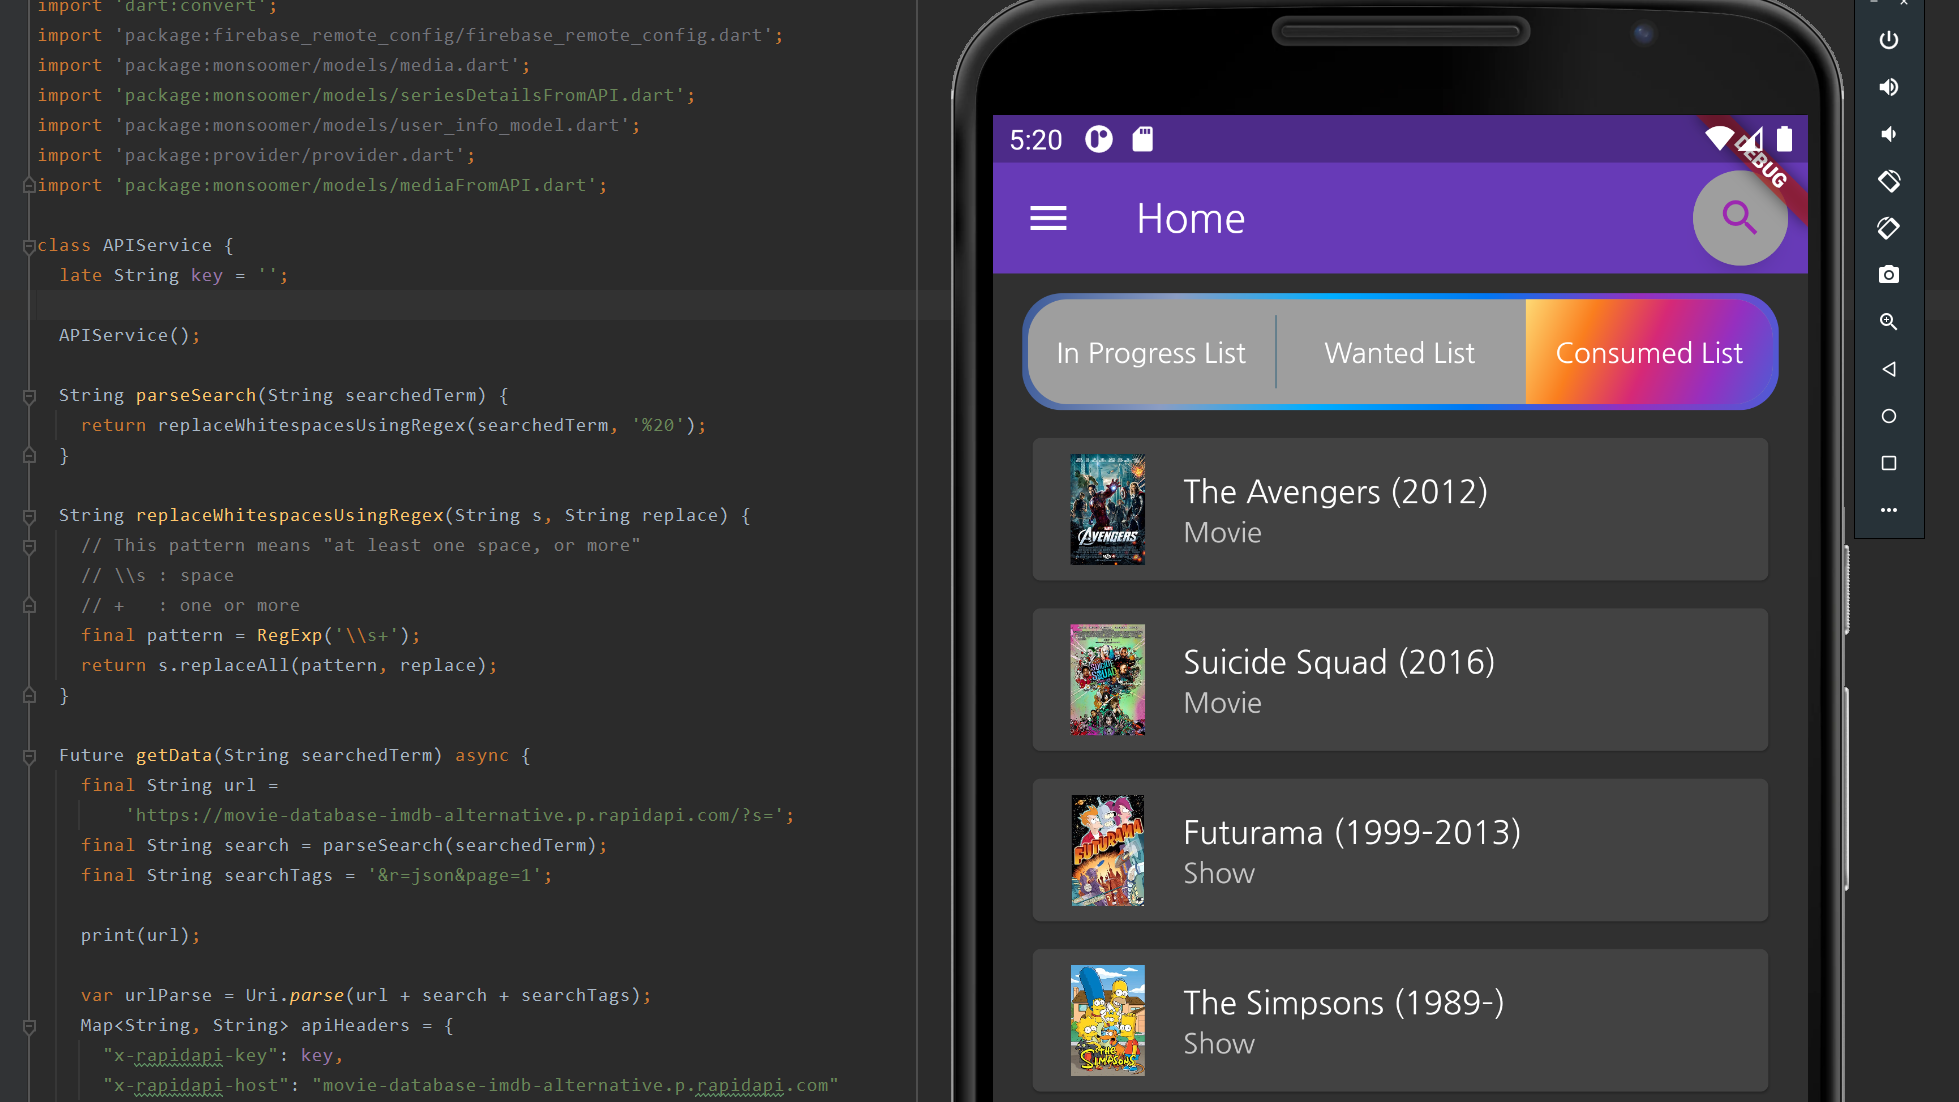 import 'dart:convert';
import 'package:firebase_remote_config/firebase_remote_config.dart';
import 'package:monsoomer/models/media.dart';
import 'package:monsoomer/models/seriesDetailsFromAPI.dart';
import 'package:monsoomer/models/user_info_model.dart';
import 'package:provider/provider.dart';
import 'package:monsoomer/models/mediaFromAPI.dart';
class APIService {
late String key = '';
APIService();
String parseSearch(String searchedTerm) {
return replaceWhitespacesUsingRegex(searchedTerm, '%20');
}
String replaceWhitespacesUsingRegex(String s, String replace) {
// This pattern means "at least one space, or more"
// \\s : space
// +   : one or more
final pattern = RegExp('\\s+');
return s.replaceAll(pattern, replace);
}
Future getData(String searchedTerm) async {
final String url =
'https://movie-database-imdb-alternative.p.rapidapi.com/?s=';
final String search = parseSearch(searchedTerm);
final String searchTags = '&r=json&page=1';
print(url);
var urlParse = Uri.parse(url + search + searchTags);
Map<String, String> apiHeaders = {
"x-rapidapi-key": key,
"x-rapidapi-host": "movie-database-imdb-alternative.p.rapidapi.com"
5:20
DEBUG
Home
In Progress List
Wanted List
Consumed List
AVENGERS
The Avengers (2012)
Movie
SUICIDE SQUAD
Suicide Squad (2016)
Movie
FUTURAMA
Futurama (1999-2013)
Show
THE SIMPSONS
The Simpsons (1989-)
Show